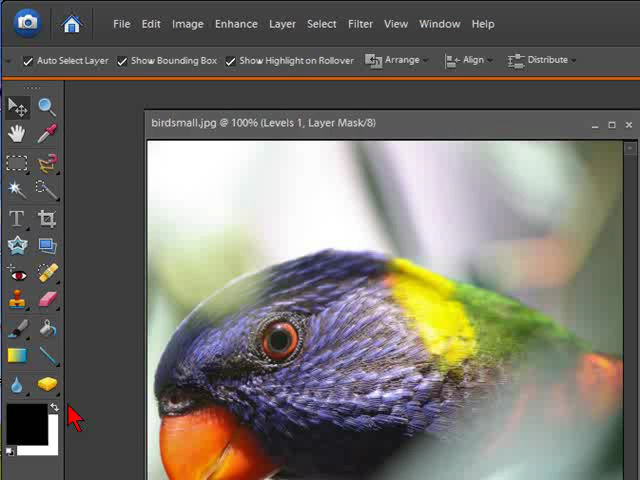 File Edit Image Enhance Layer Select Filter View Window Help
Auto Select Layer Show Bounding Box Show Highlight on Rollover Arrange Align Distribute
birdsmall.jpg @ 100% (Levels 1, Layer Mask/8)
T